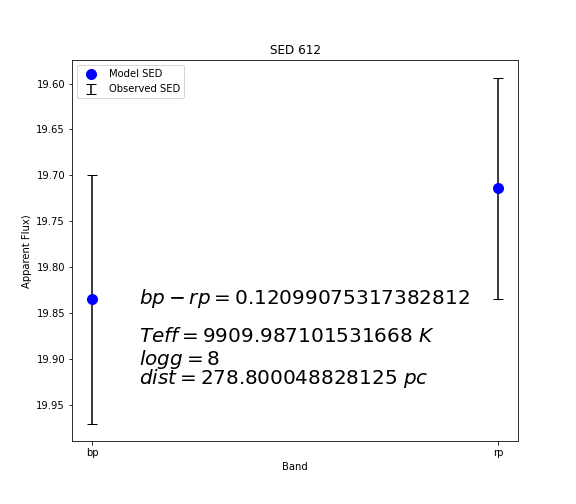 SED 612
Model SED
Observed SED
19.60
19.65
19.70
19.75
19.80
19.85
19.90
19.95
Apparent Flux)
bp − rp = 0.12099075317382812
Teff = 9909.987101531668 K
logg = 8
dist = 278.800048828125 pc
bp
rp
Band